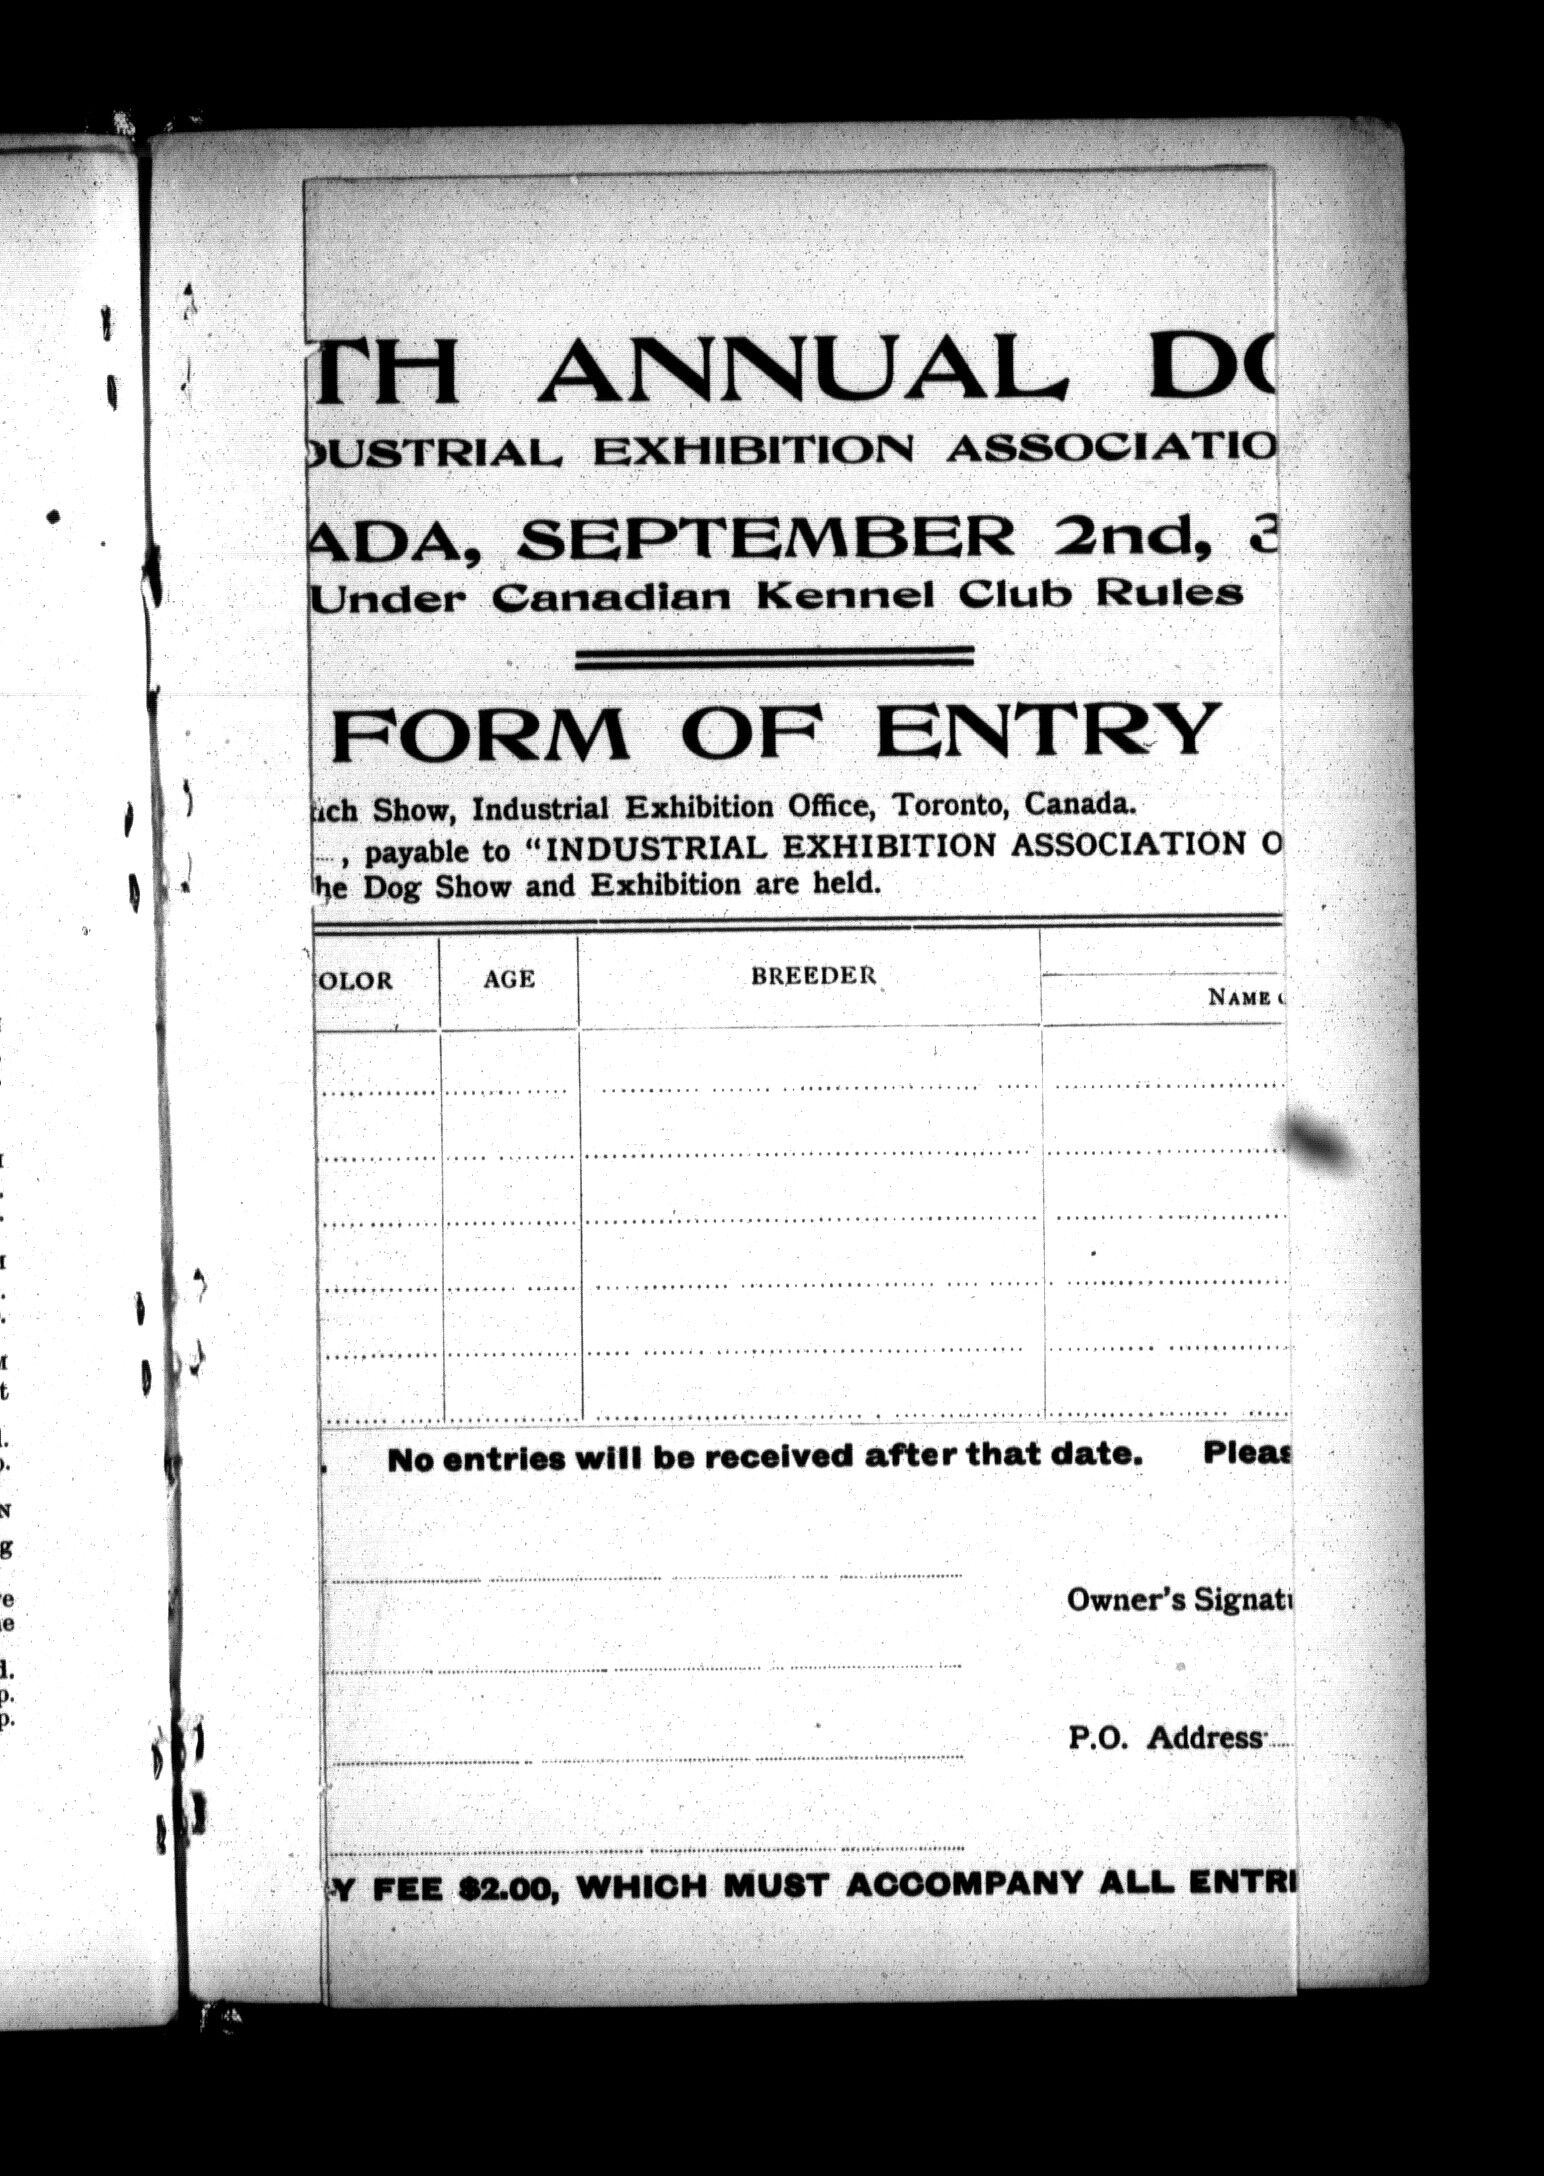 TH ANNUAL DO
DUSTRIAL EXHIBITION ASSOCIATIO
ADA, SEPTEMBER 2nd, 3
Under Canadian Kennel Club Rules
FORM OF ENTRY
ch Show, Industrial Exhibition Office, Toronto, Canada.
, payable to “INDUSTRIAL EXHIBITION ASSOCIATION O
he Dog Show and Exhibition are held.
OLOR AGE BREEDER
NAME
No entries will be received after that date. Pleas
Owner's Signatu
P.O. Address
Y FEE $2.00, WHICH MUST ACCOMPANY ALL ENTRI